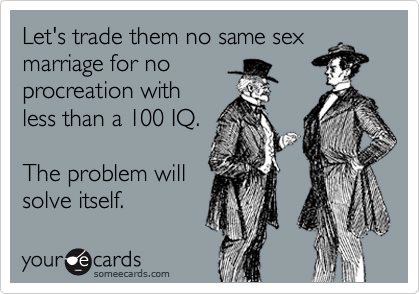 Let's trade them no same sex
marriage for no
procreation with
less than a 100 IQ.
The problem will
solve itself.
your e cards
someecards.com